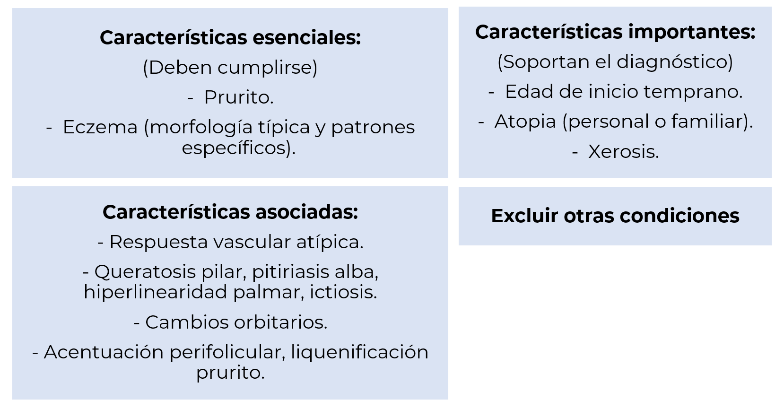 Características esenciales:
(Deben cumplirse)
- Prurito.
- Eczema (morfología típica y patrones
específicos).
Características importantes:
(Soportan el diagnóstico)
- Edad de inicio temprano.
- Atopia (personal o familiar).
- Xerosis.
Características asociadas:
- Respuesta vascular atípica.
- Queratosis pilar, pitiriasis alba,
hiperlinearidad palmar, ictiosis.
- Cambios orbitarios.
- Acentuación perifolicular, liquenificación
prurito.
Excluir otras condiciones